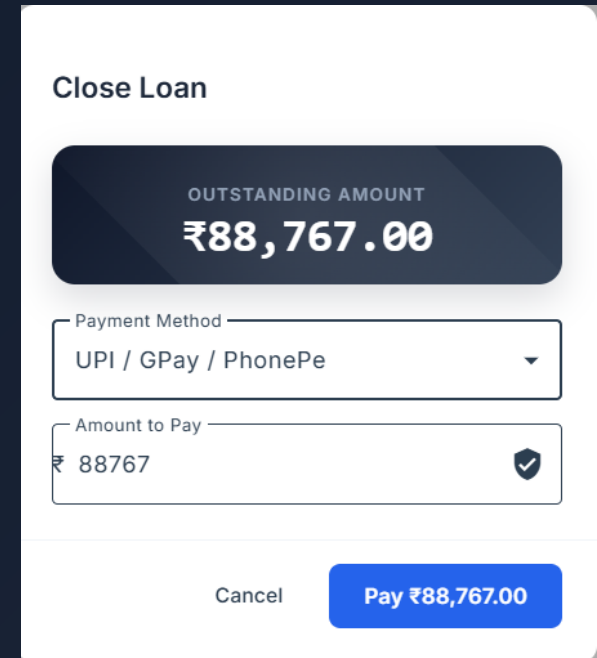 Close Loan
OUTSTANDING AMOUNT
₹88,767.00
Payment Method
UPI / GPay / PhonePe
Amount to Pay
₹ 88767
Cancel
Pay ₹88,767.00